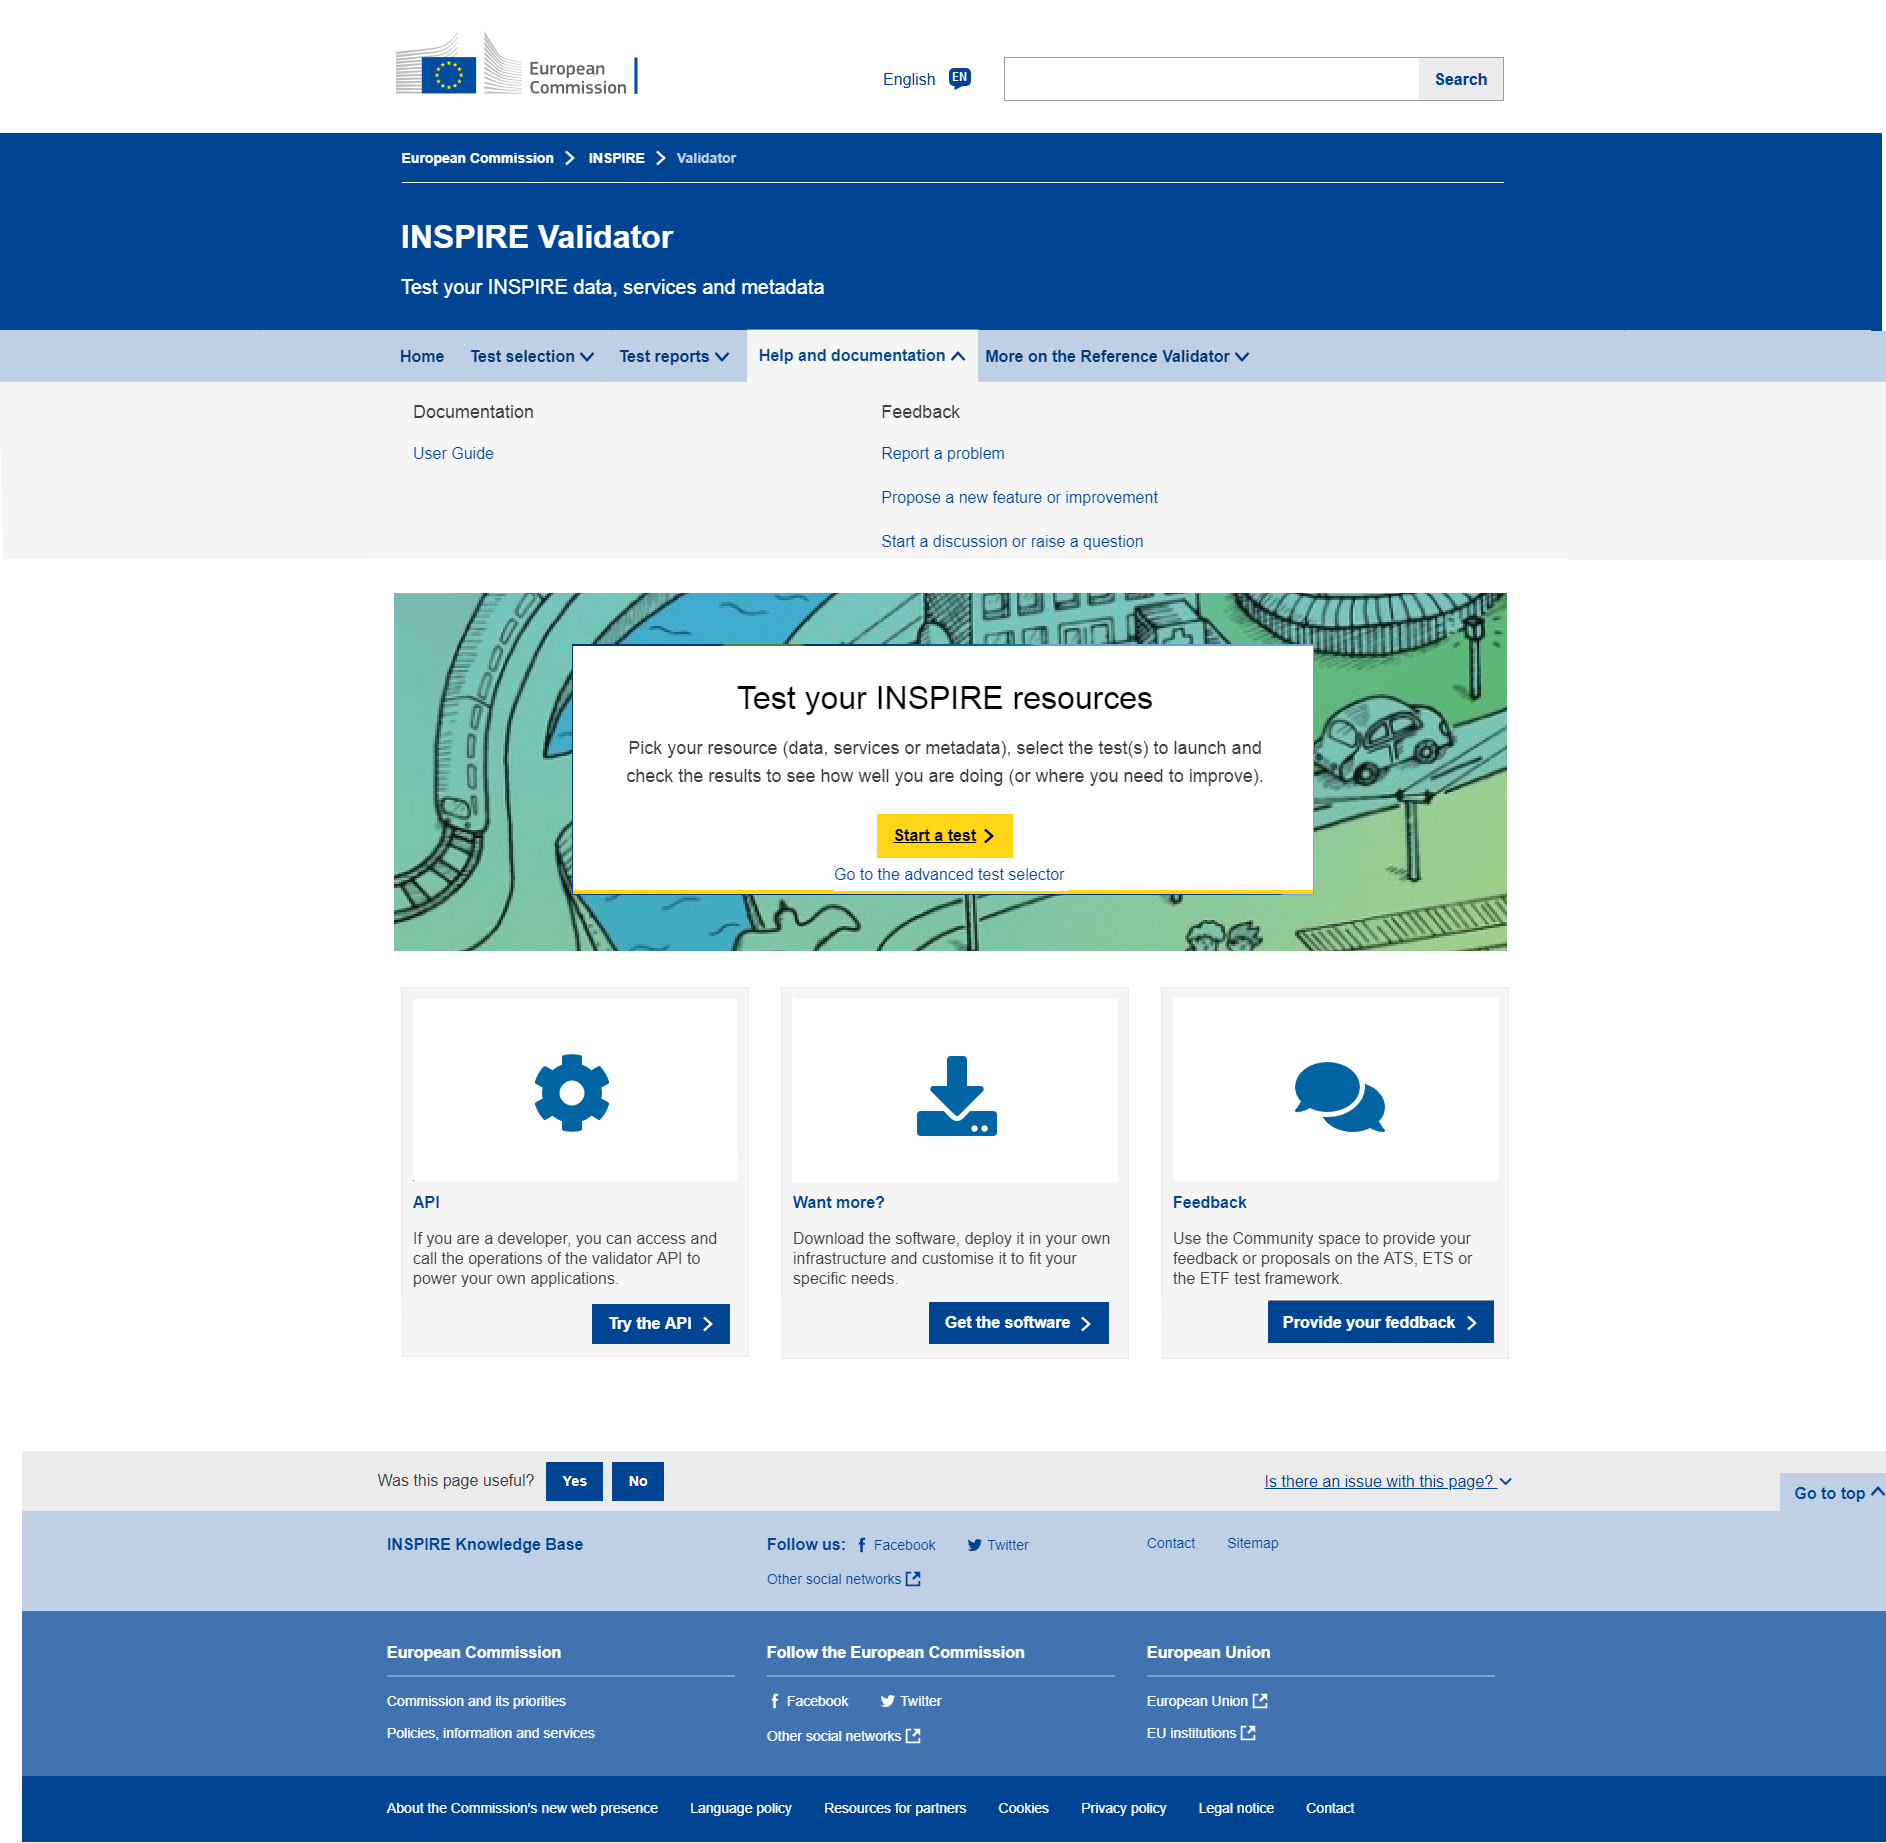 European
Commission
English EN
Search
European Commission INSPIRE Validator
INSPIRE Validator
Test your INSPIRE data, services and metadata
Home Test selection Test reports Help and documentation More on the Reference Validator
Documentation
User Guide
Feedback
Report a problem
Propose a new feature or improvement
Start a discussion or raise a question
Test your INSPIRE resources
Pick your resource (data, services or metadata), select the test(s) to launch and
check the results to see how well you are doing (or where you need to improve).
Start a test
Go to the advanced test selector
API
If you are a developer, you can access and
call the operations of the validator API to
power your own applications.
Try the API
Want more?
Download the software, deploy it in your own
infrastructure and customise it to fit your
specific needs.
Get the software
Feedback
Use the Community space to provide your
feedback or proposals on the ATS, ETS or
the ETF test framework.
Provide your feddback
Was this page useful? Yes No
Is there an issue with this page?
Go to top
INSPIRE Knowledge Base
Follow us: Facebook Twitter
Other social networks
Contact Sitemap
European Commission
Commission and its priorities
Policies, information and services
Follow the European Commission
Facebook Twitter
Other social networks
European Union
European Union
EU institutions
About the Commission's new web presence Language policy Resources for partners Cookies Privacy policy Legal notice Contact